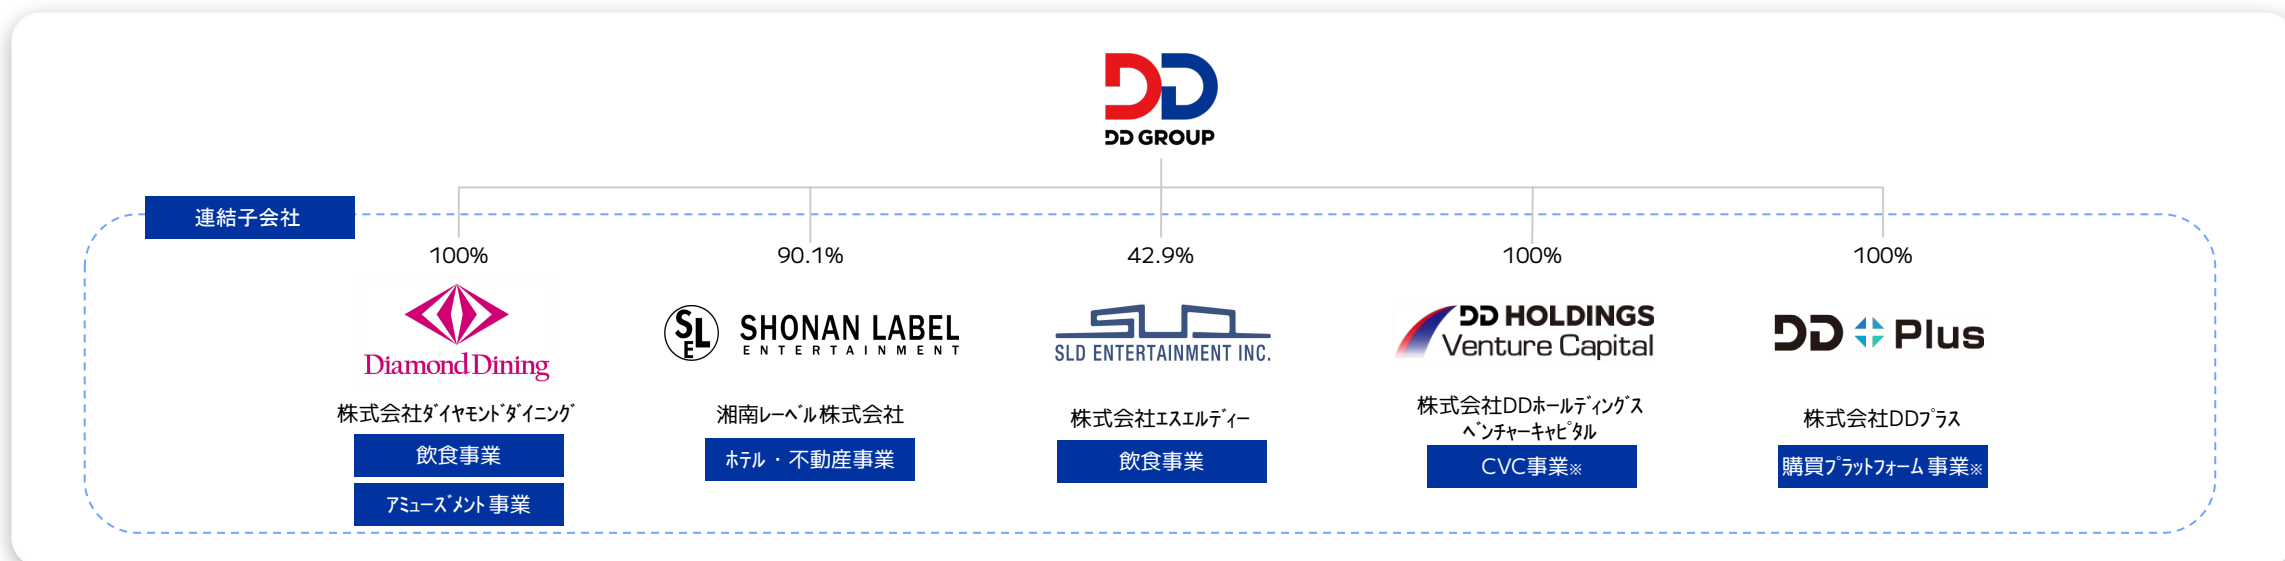 DD
DD GROUP
連結子会社
100%
90.1%
42.9%
100%
100%
Diamond Dining
SLE
SHONAN LABEL
ENTERTAINMENT
SLD
SLD ENTERTAINMENT INC.
DD HOLDINGS
Venture Capital
DD Plus
株式会社ﾀﾞｲﾔﾓﾝﾄﾞﾀﾞｲﾆﾝｸﾞ
飲食事業
ｱﾐｭｰｽﾞﾒﾝﾄ事業
湘南ﾚｰﾍﾞﾙ株式会社
ﾎﾃﾙ・不動産事業
株式会社ｴｽｴﾙﾃﾞｨｰ
飲食事業
株式会社DDﾎｰﾙﾃﾞｨﾝｸﾞｽ
ﾍﾞﾝﾁｬｰｷｬﾋﾟﾀﾙ
CVC事業※
株式会社DDﾌﾟﾗｽ
購買ﾌﾟﾗｯﾄﾌｫｰﾑ事業※